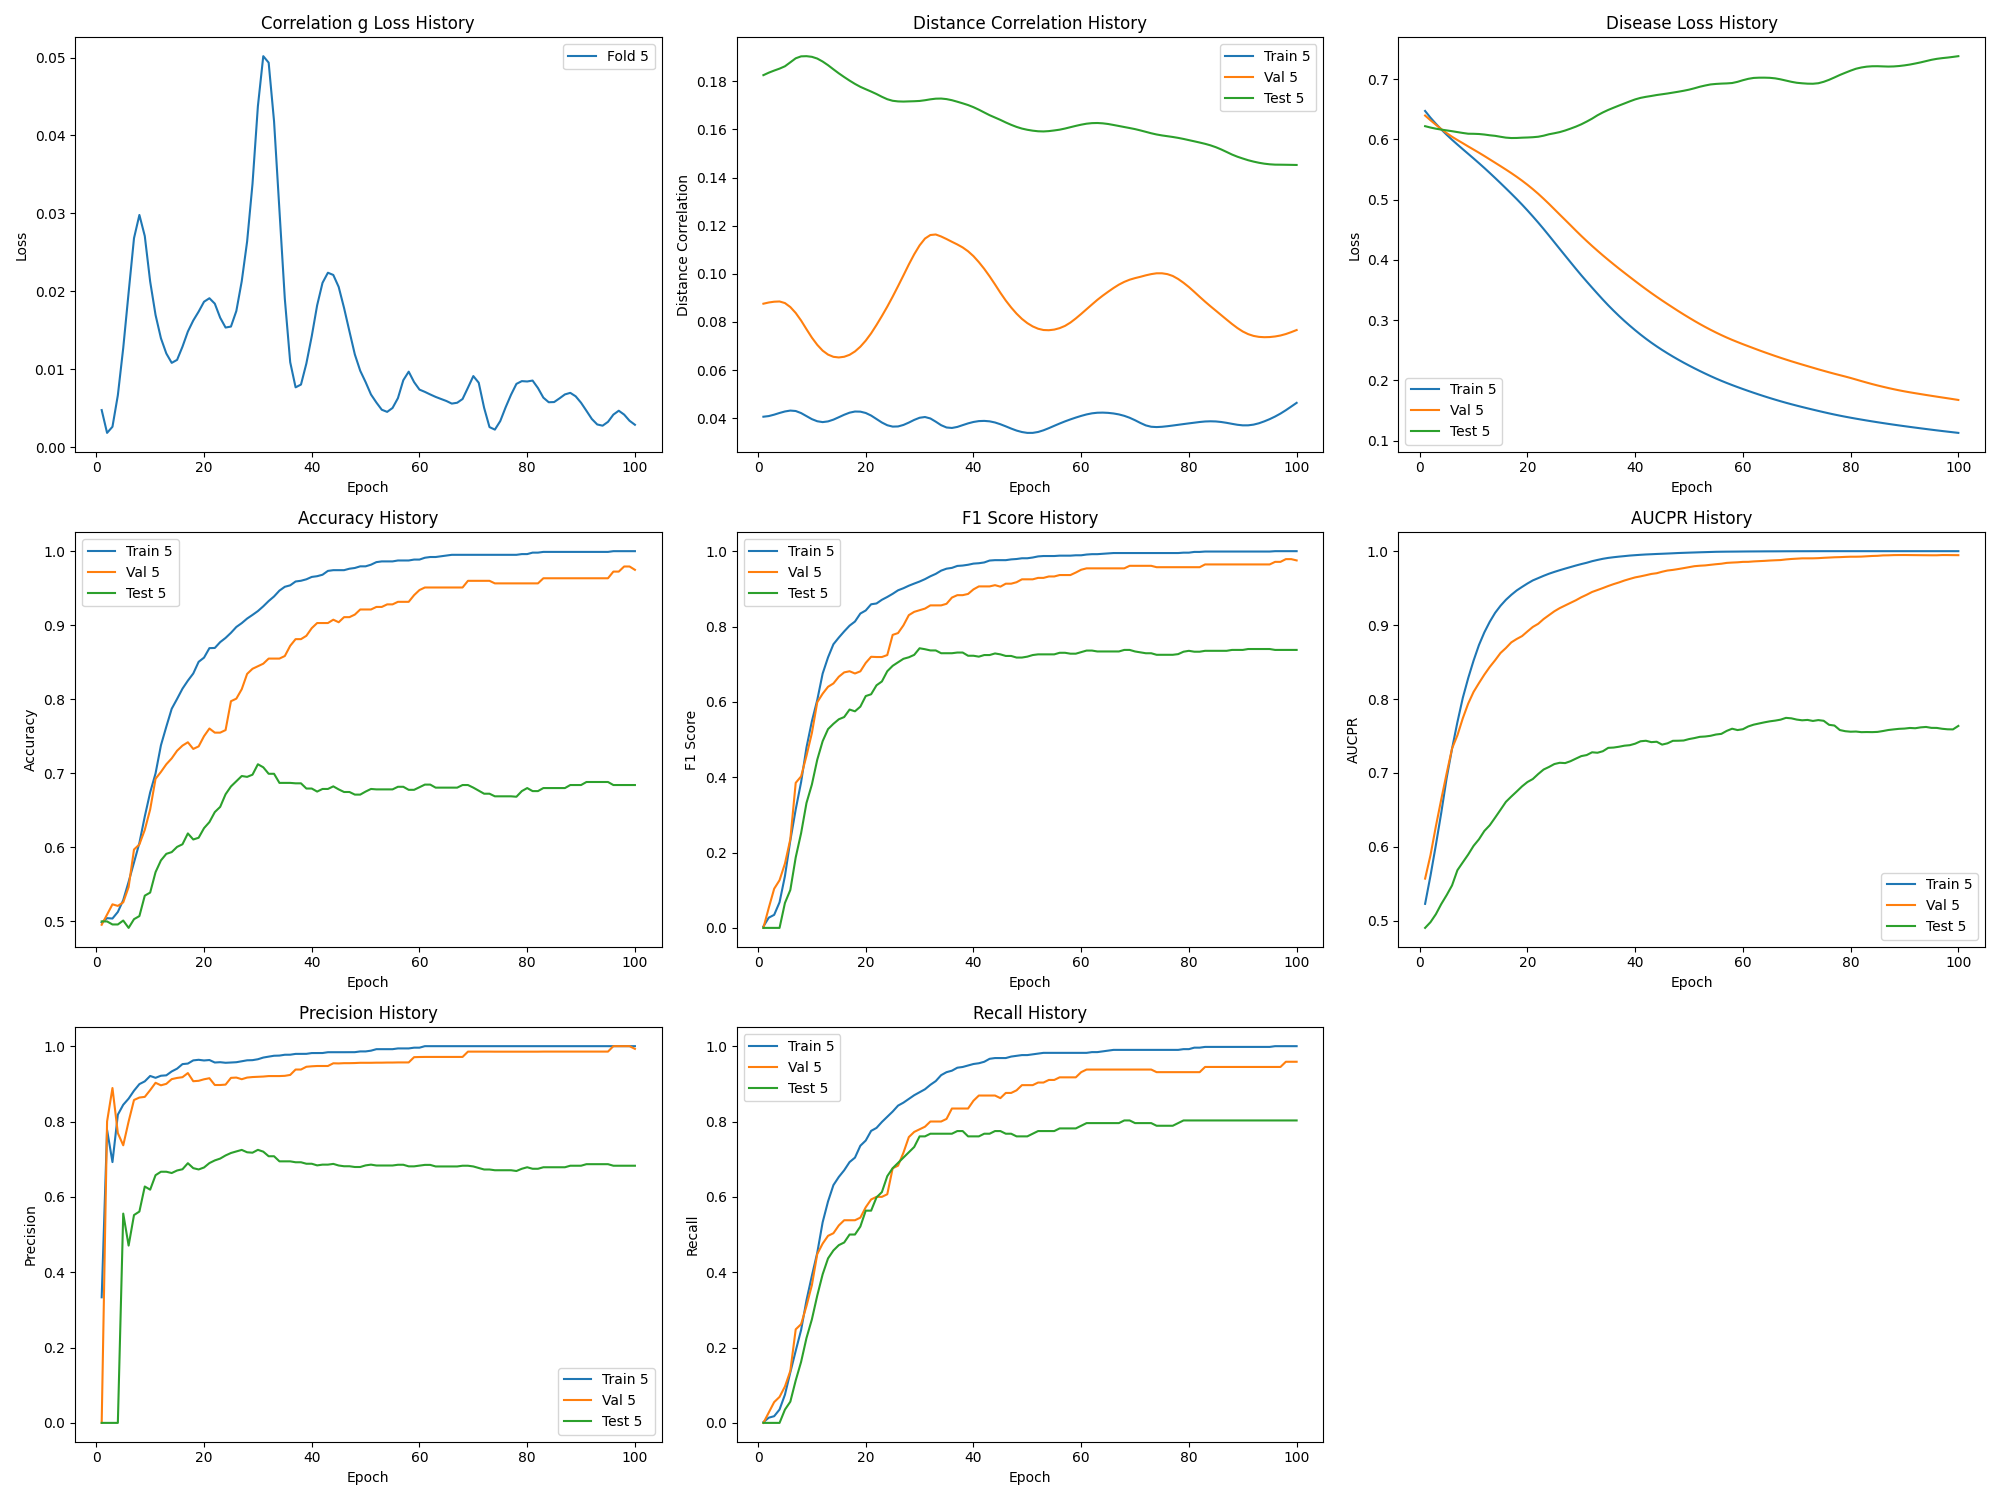 Correlation g Loss History
Loss
0.05
0.04
0.03
0.02
0.01
0.00
0 20 40 60 80 100
Epoch
Fold 5
Distance Correlation History
Distance Correlation
0.18
0.16
0.14
0.12
0.10
0.08
0.06
0.04
0 20 40 60 80 100
Epoch
Train 5
Val 5
Test 5
Disease Loss History
Loss
0.7
0.6
0.5
0.4
0.3
0.2
0.1
0 20 40 60 80 100
Epoch
Train 5
Val 5
Test 5
Accuracy History
Accuracy
1.0
0.9
0.8
0.7
0.6
0.5
0 20 40 60 80 100
Epoch
Train 5
Val 5
Test 5
F1 Score History
F1 Score
1.0
0.8
0.6
0.4
0.2
0.0
0 20 40 60 80 100
Epoch
Train 5
Val 5
Test 5
AUCPR History
AUCPR
1.0
0.9
0.8
0.7
0.6
0.5
0 20 40 60 80 100
Epoch
Train 5
Val 5
Test 5
Precision History
Precision
1.0
0.8
0.6
0.4
0.2
0.0
0 20 40 60 80 100
Epoch
Train 5
Val 5
Test 5
Recall History
Recall
1.0
0.8
0.6
0.4
0.2
0.0
0 20 40 60 80 100
Epoch
Train 5
Val 5
Test 5